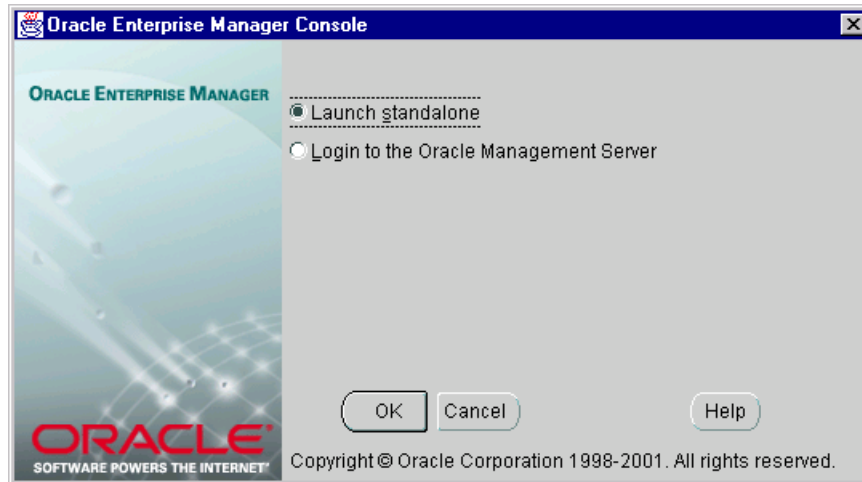 Oracle Enterprise Manager Console
ORACLE ENTERPRISE MANAGER
Launch standalone
Login to the Oracle Management Server
OK Cancel Help
ORACLE®
SOFTWARE POWERS THE INTERNET™
Copyright © Oracle Corporation 1998-2001. All rights reserved.